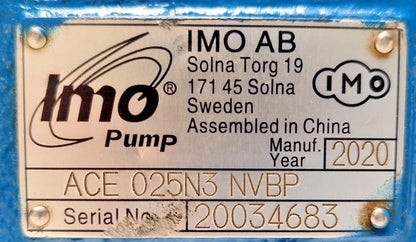 IMO AB
Solna Torg 19
171 45 Solna
Sweden
Assembled in China
Imo® Pump
IMO
Manuf. Year 2020
ACE 025N3 NVBP
Serial No. 20034683